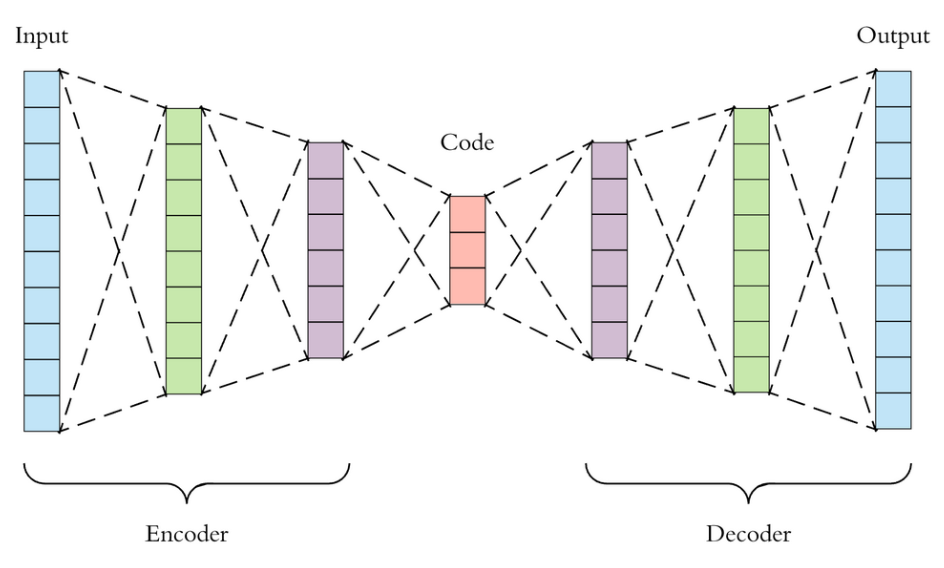 Input
Output
Code
Encoder
Decoder